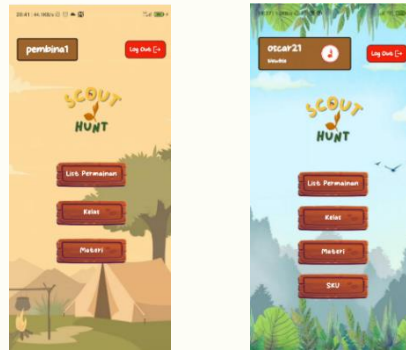 pembina1
Log Out
SCOUT
HUNT
List Permainan
Kelas
Materi
oscar21
Log Out
SCOUT
HUNT
List Permainan
Kelas
Materi
SKU